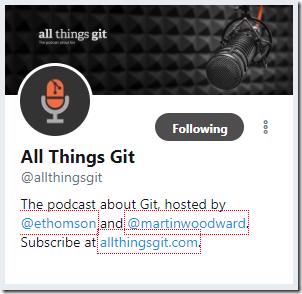 all things git
The podcast about Git
Following
All Things Git
@allthingsgit
The podcast about Git, hosted by
@ethomson and @martinwoodward.
Subscribe at allthingsgit.com.